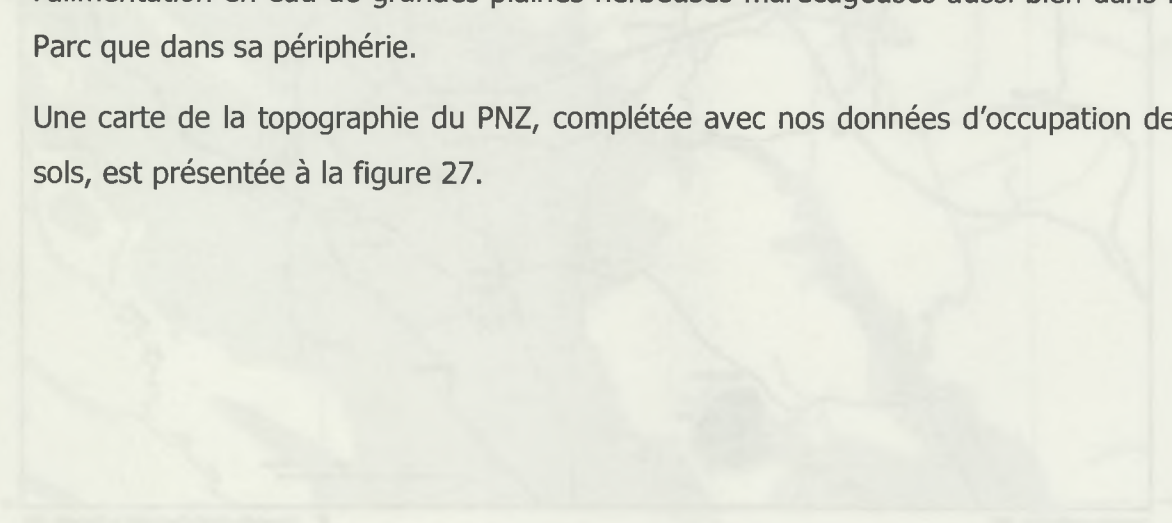 l'alimentation en eau de grandes plaines herbeuses marécageuses aussi bien dans
Parc que dans sa périphérie.
Une carte de la topographie du PNZ, complétée avec nos données d'occupation de
sols, est présentée à la figure 27.